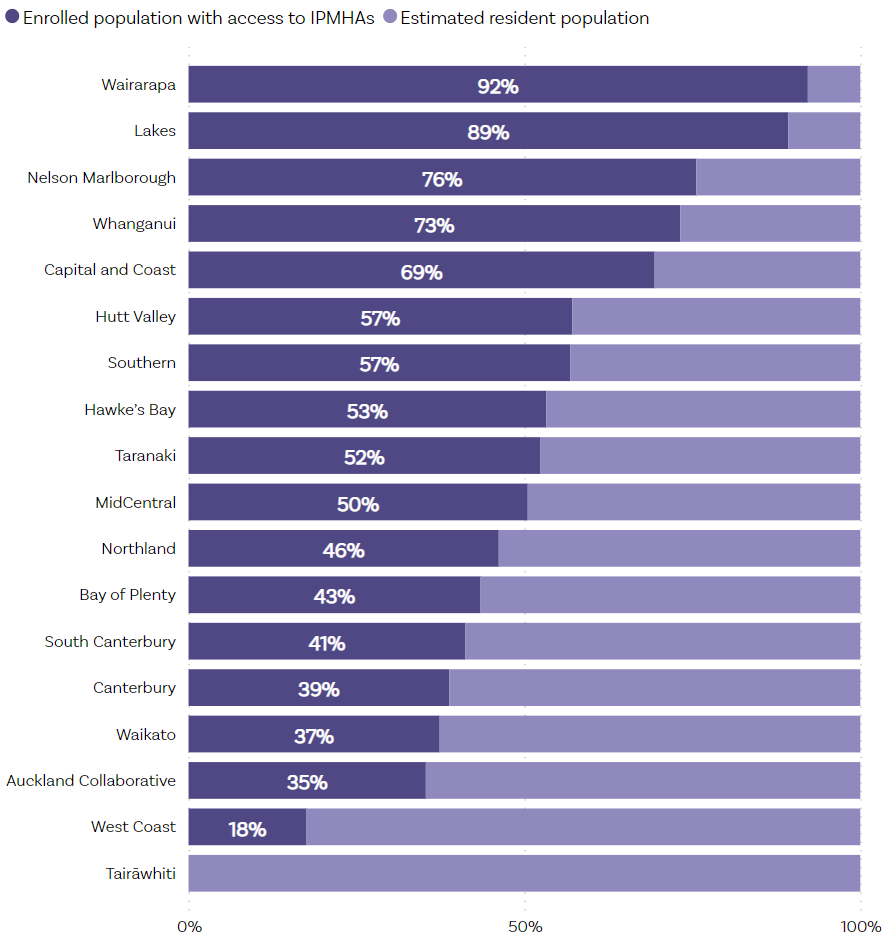 Enrolled population with access to IPMHAs Estimated resident population
Wairarapa 92%
Lakes 89%
Nelson Marlborough 76%
Whanganui 73%
Capital and Coast 69%
Hutt Valley 57%
Southern 57%
Hawke's Bay 53%
Taranaki 52%
MidCentral 50%
Northland 46%
Bay of Plenty 43%
South Canterbury 41%
Canterbury 39%
Waikato 37%
Auckland Collaborative 35%
West Coast 18%
Tairāwhiti
0% 50% 100%